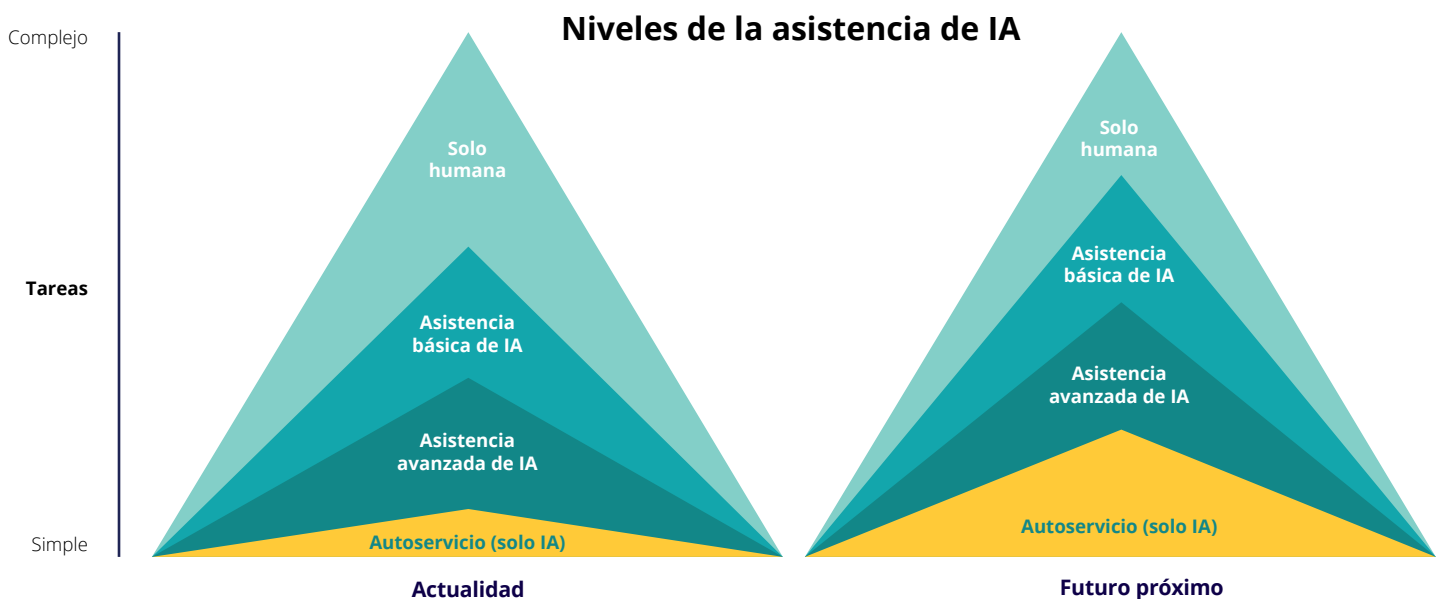 Niveles de la asistencia de IA
Complejo
Tareas
Simple
Solo
humana
Asistencia
básica de IA
Asistencia
avanzada de IA
Autoservicio (solo IA)
Actualidad
Solo
humana
Asistencia
básica de IA
Asistencia
avanzada de IA
Autoservicio (solo IA)
Futuro próximo